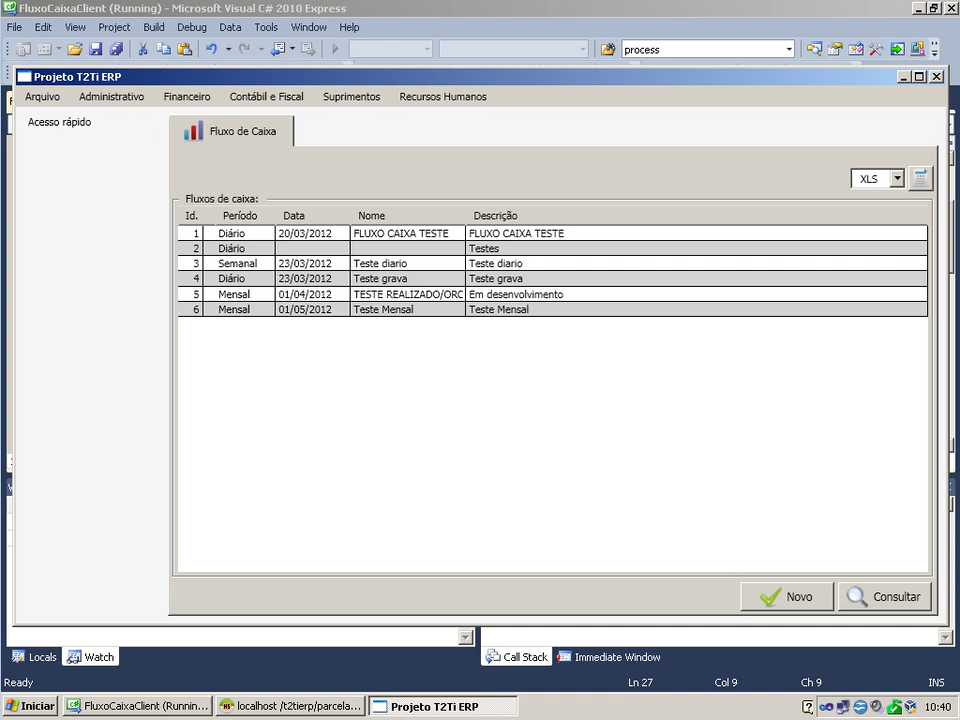 FluxoCaixaClient (Running) - Microsoft Visual C# 2010 Express
File Edit View Project Build Debug Data Tools Window Help
process
Projeto T2Ti ERP
Arquivo Administrativo Financeiro Contábil e Fiscal Suprimentos Recursos Humanos
Acesso rápido
Fluxo de Caixa
XLS
Fluxos de caixa:
Id. Período Data Nome Descrição
1 Diário 20/03/2012 FLUXO CAIXA TESTE FLUXO CAIXA TESTE
2 Diário Testes
3 Semanal 23/03/2012 Teste diario Teste diario
4 Diário 23/03/2012 Teste grava Teste grava
5 Mensal 01/04/2012 TESTE REALIZADO/ORC Em desenvolvimento
6 Mensal 01/05/2012 Teste Mensal Teste Mensal
Novo Consultar
Locals Watch Call Stack Immediate Window
Ready Ln 27 Col 9 Ch 9 INS
Iniciar FluxoCaixaClient (Runnin... localhost /t2tierp/parcela... Projeto T2Ti ERP 10:40